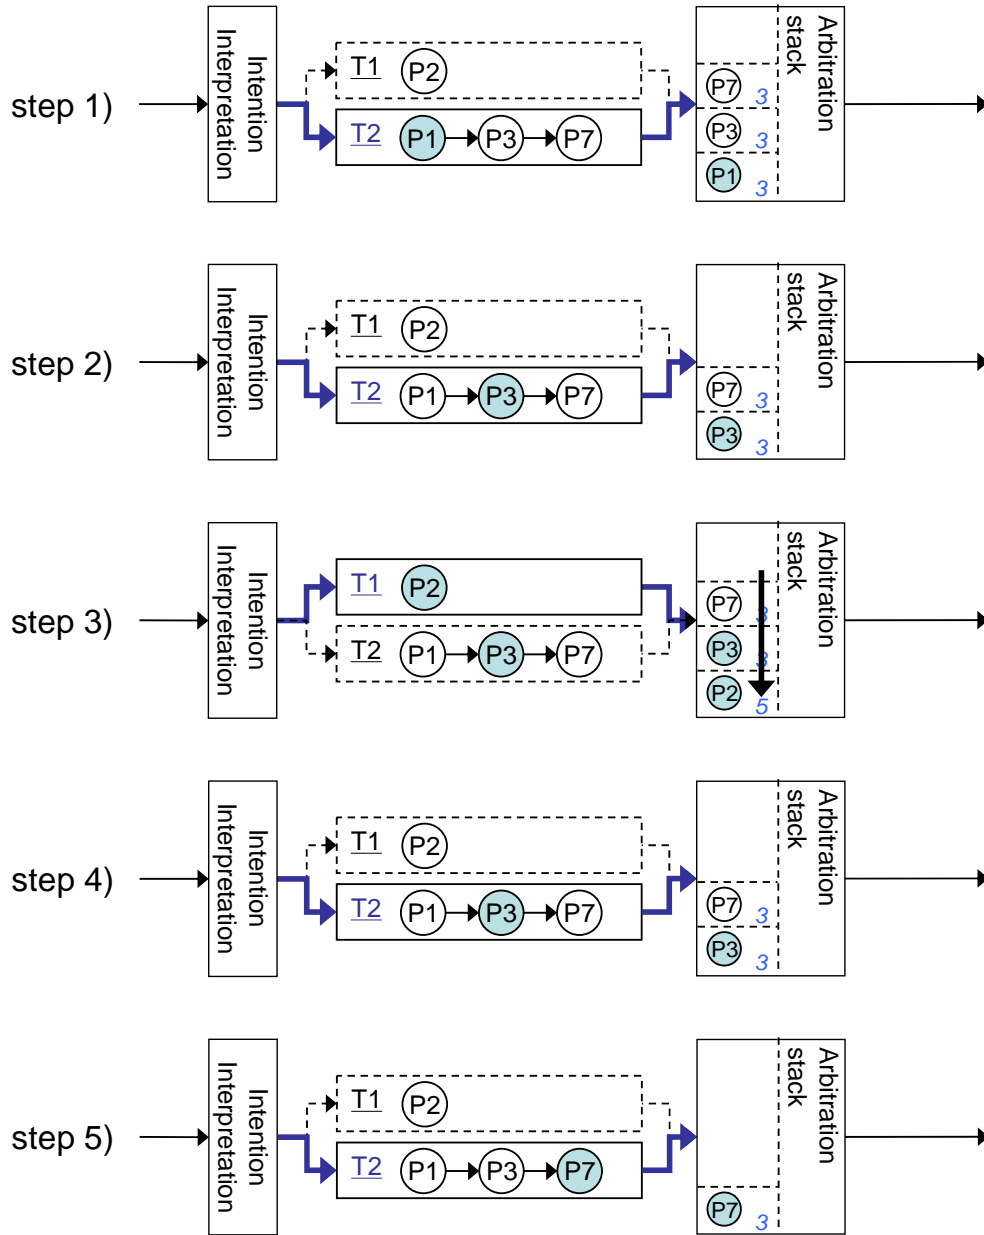 step 1)
Intention
Interpretation
T1 P2
T2 P1 P3 P7
Arbitration
stack
P7 3
P3 3
P1 3
step 2)
Intention
Interpretation
T1 P2
T2 P1 P3 P7
Arbitration
stack
P7 3
P3 3
step 3)
Intention
Interpretation
T1 P2
T2 P1 P3 P7
Arbitration
stack
P7 3
P3 3
P2 5
step 4)
Intention
Interpretation
T1 P2
T2 P1 P3 P7
Arbitration
stack
P7 3
P3 3
step 5)
Intention
Interpretation
T1 P2
T2 P1 P3 P7
Arbitration
stack
P7 3